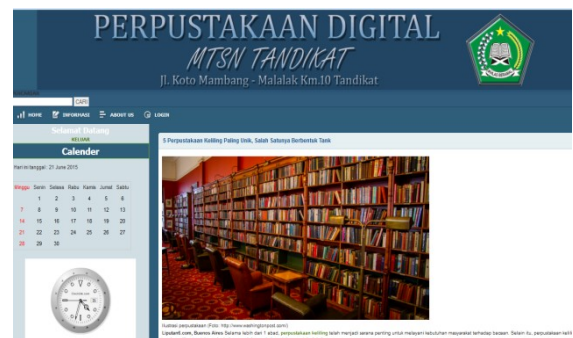 PERPUSTAKAAN DIGITAL
MTSN TANDIKAT
Jl. Koto Mambang - Malalak Km.10 Tandikat
CARI
HOME INFORMASI ABOUT US LOGIN
Selamat Datang
KELUAR
Calender
Hari ini tanggal: 21 June 2015
Minggu Senin Selasa Rabu Kamis Jumat Sabtu
1 2 3 4 5 6
7 8 9 10 11 12 13
14 15 16 17 18 19 20
21 22 23 24 25 26 27
28 29 30
5 Perpustakaan Keliling Paling Unik, Salah Satunya Berbentuk Tank
Ilustrasi perpustakaan (Foto: http://www.washingtonpost.com)
Liputan6.com, Buenos Aires Selama lebih dari 1 abad, perpustakaan keliling telah menjadi sarana penting untuk melayani kebutuhan masyarakat terhadap bacaan. Selain itu, perpustakaan kelili